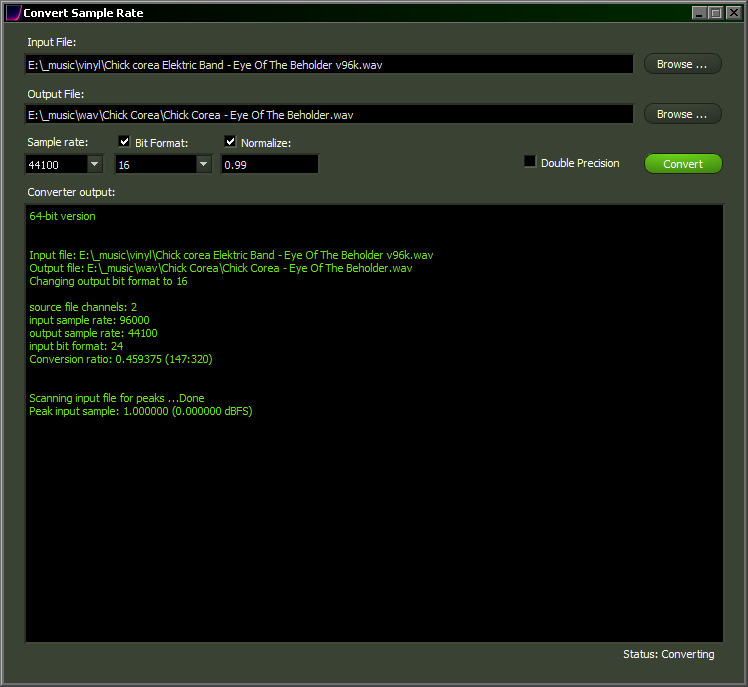 Convert Sample Rate
Input File:
E:\_music\vinyl\Chick corea Elektric Band - Eye Of The Beholder v96k.wav
Browse ...
Output File:
E:\_music\wav\Chick Corea\Chick Corea - Eye Of The Beholder.wav
Browse ...
Sample rate:
Bit Format:
Normalize:
44100
16
0.99
Double Precision
Convert
Converter output:
64-bit version
Input file: E:\_music\vinyl\Chick corea Elektric Band - Eye Of The Beholder v96k.wav
Output file: E:\_music\wav\Chick Corea\Chick Corea - Eye Of The Beholder.wav
Changing output bit format to 16
source file channels: 2
input sample rate: 96000
output sample rate: 44100
input bit format: 24
Conversion ratio: 0.459375 (147:320)
Scanning input file for peaks ...Done
Peak input sample: 1.000000 (0.000000 dBFS)
Status: Converting